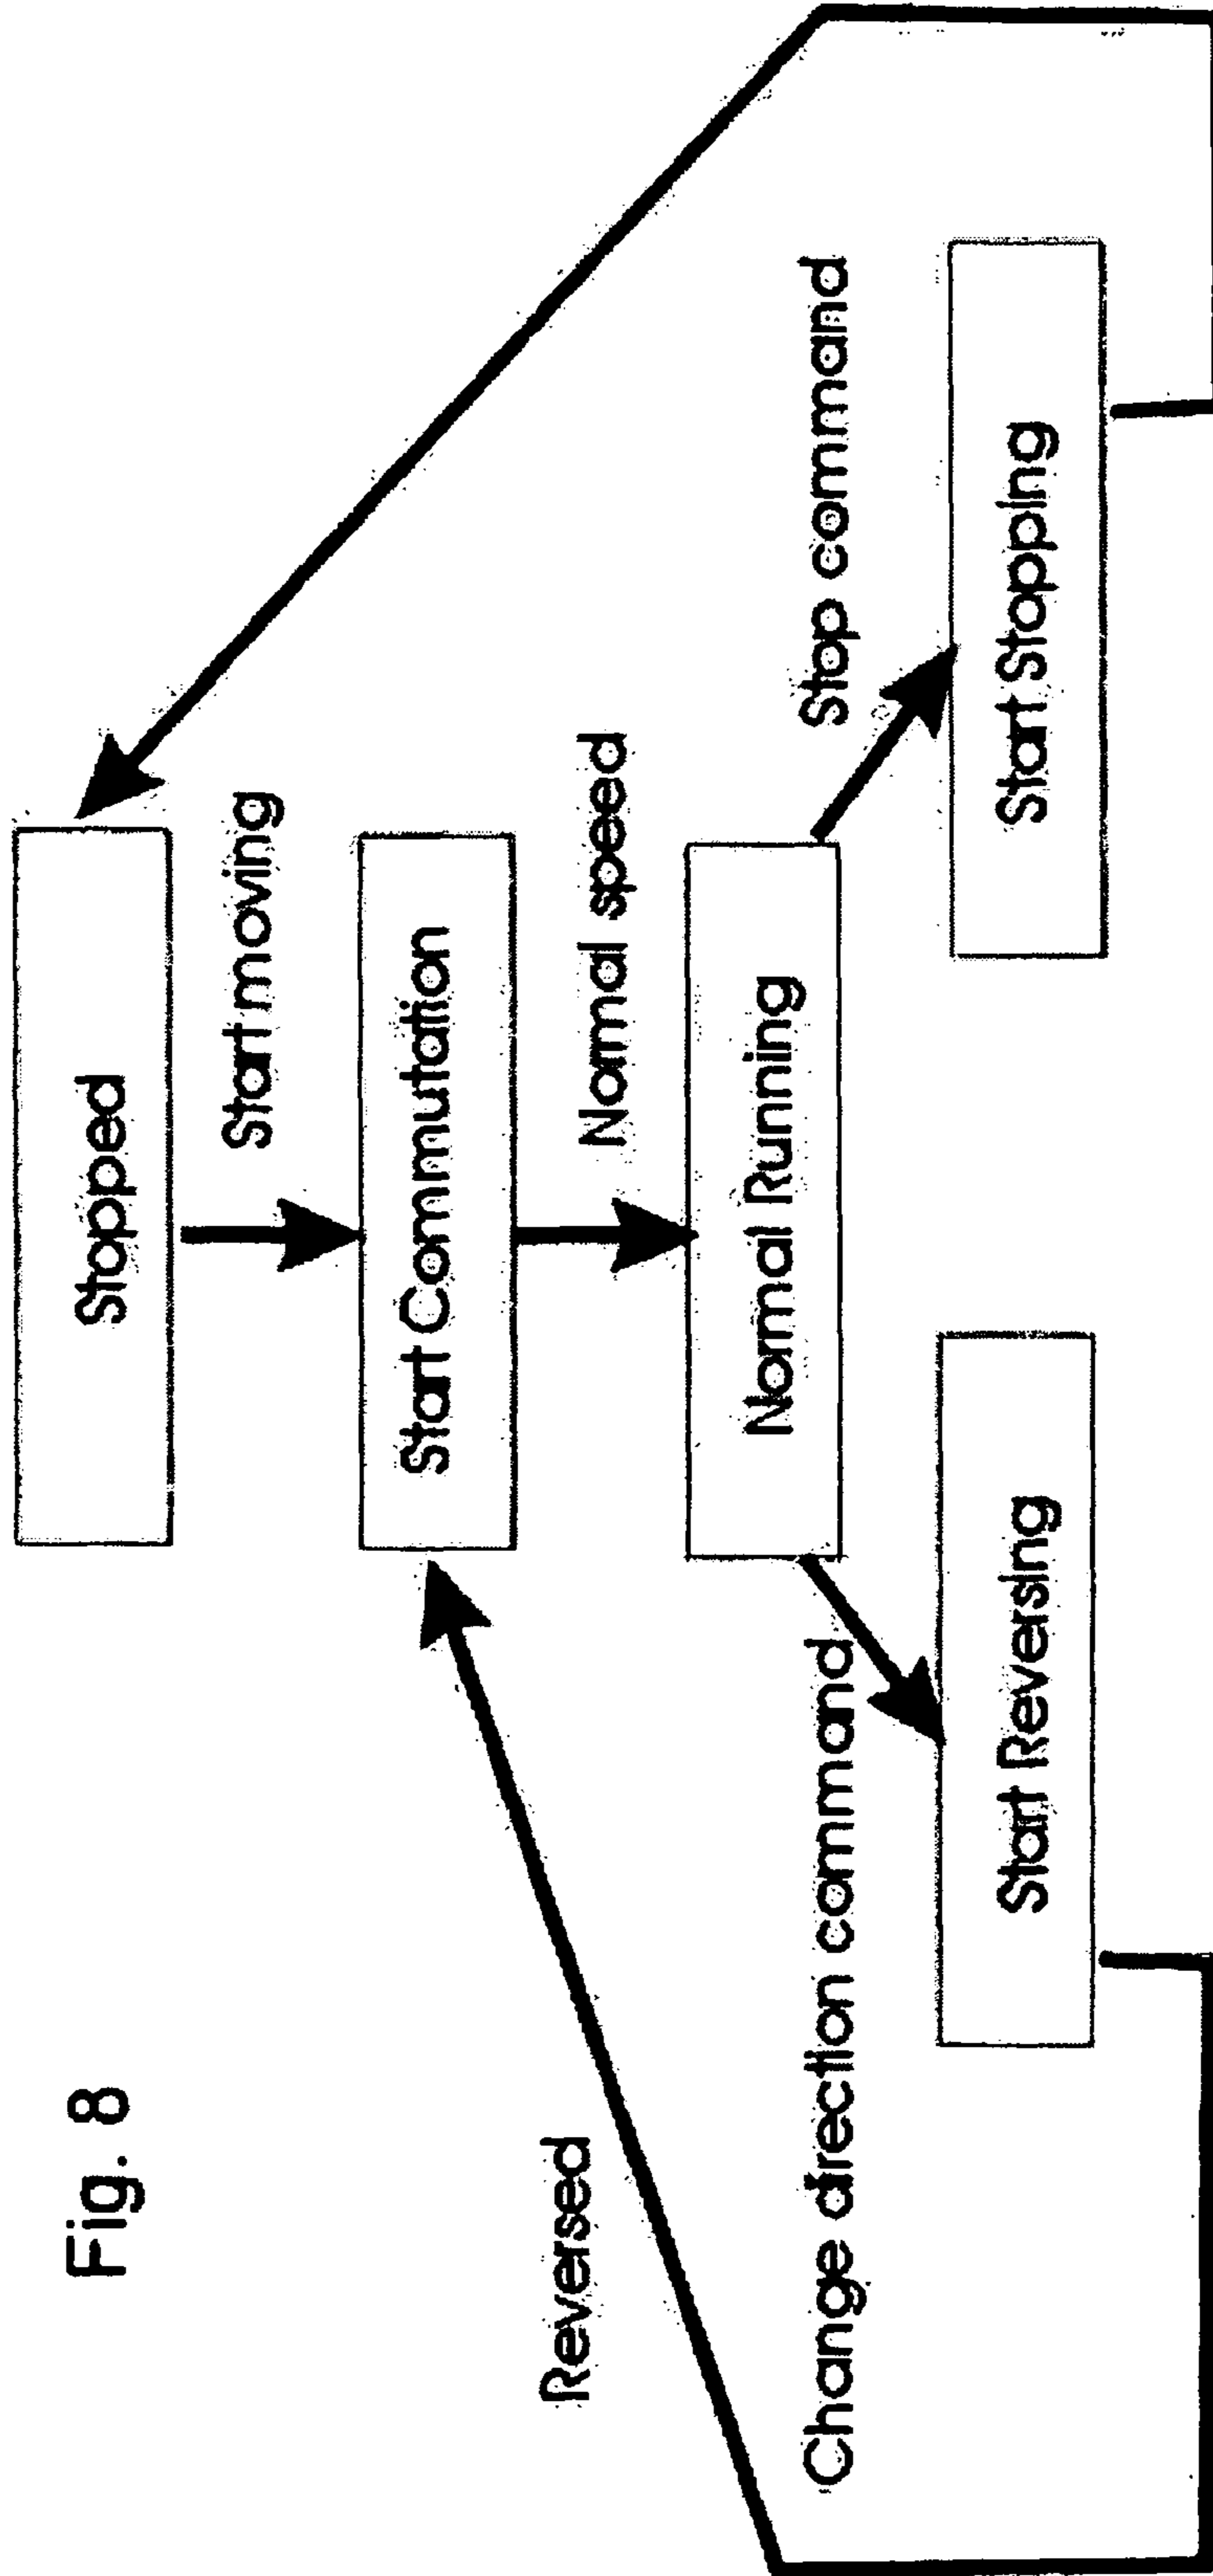 Fig. 8
Stopped
Start moving
Start Commutation
Reversed
Normal speed
Normal Running
Change direction command
Stop command
Start Reversing
Start Stopping